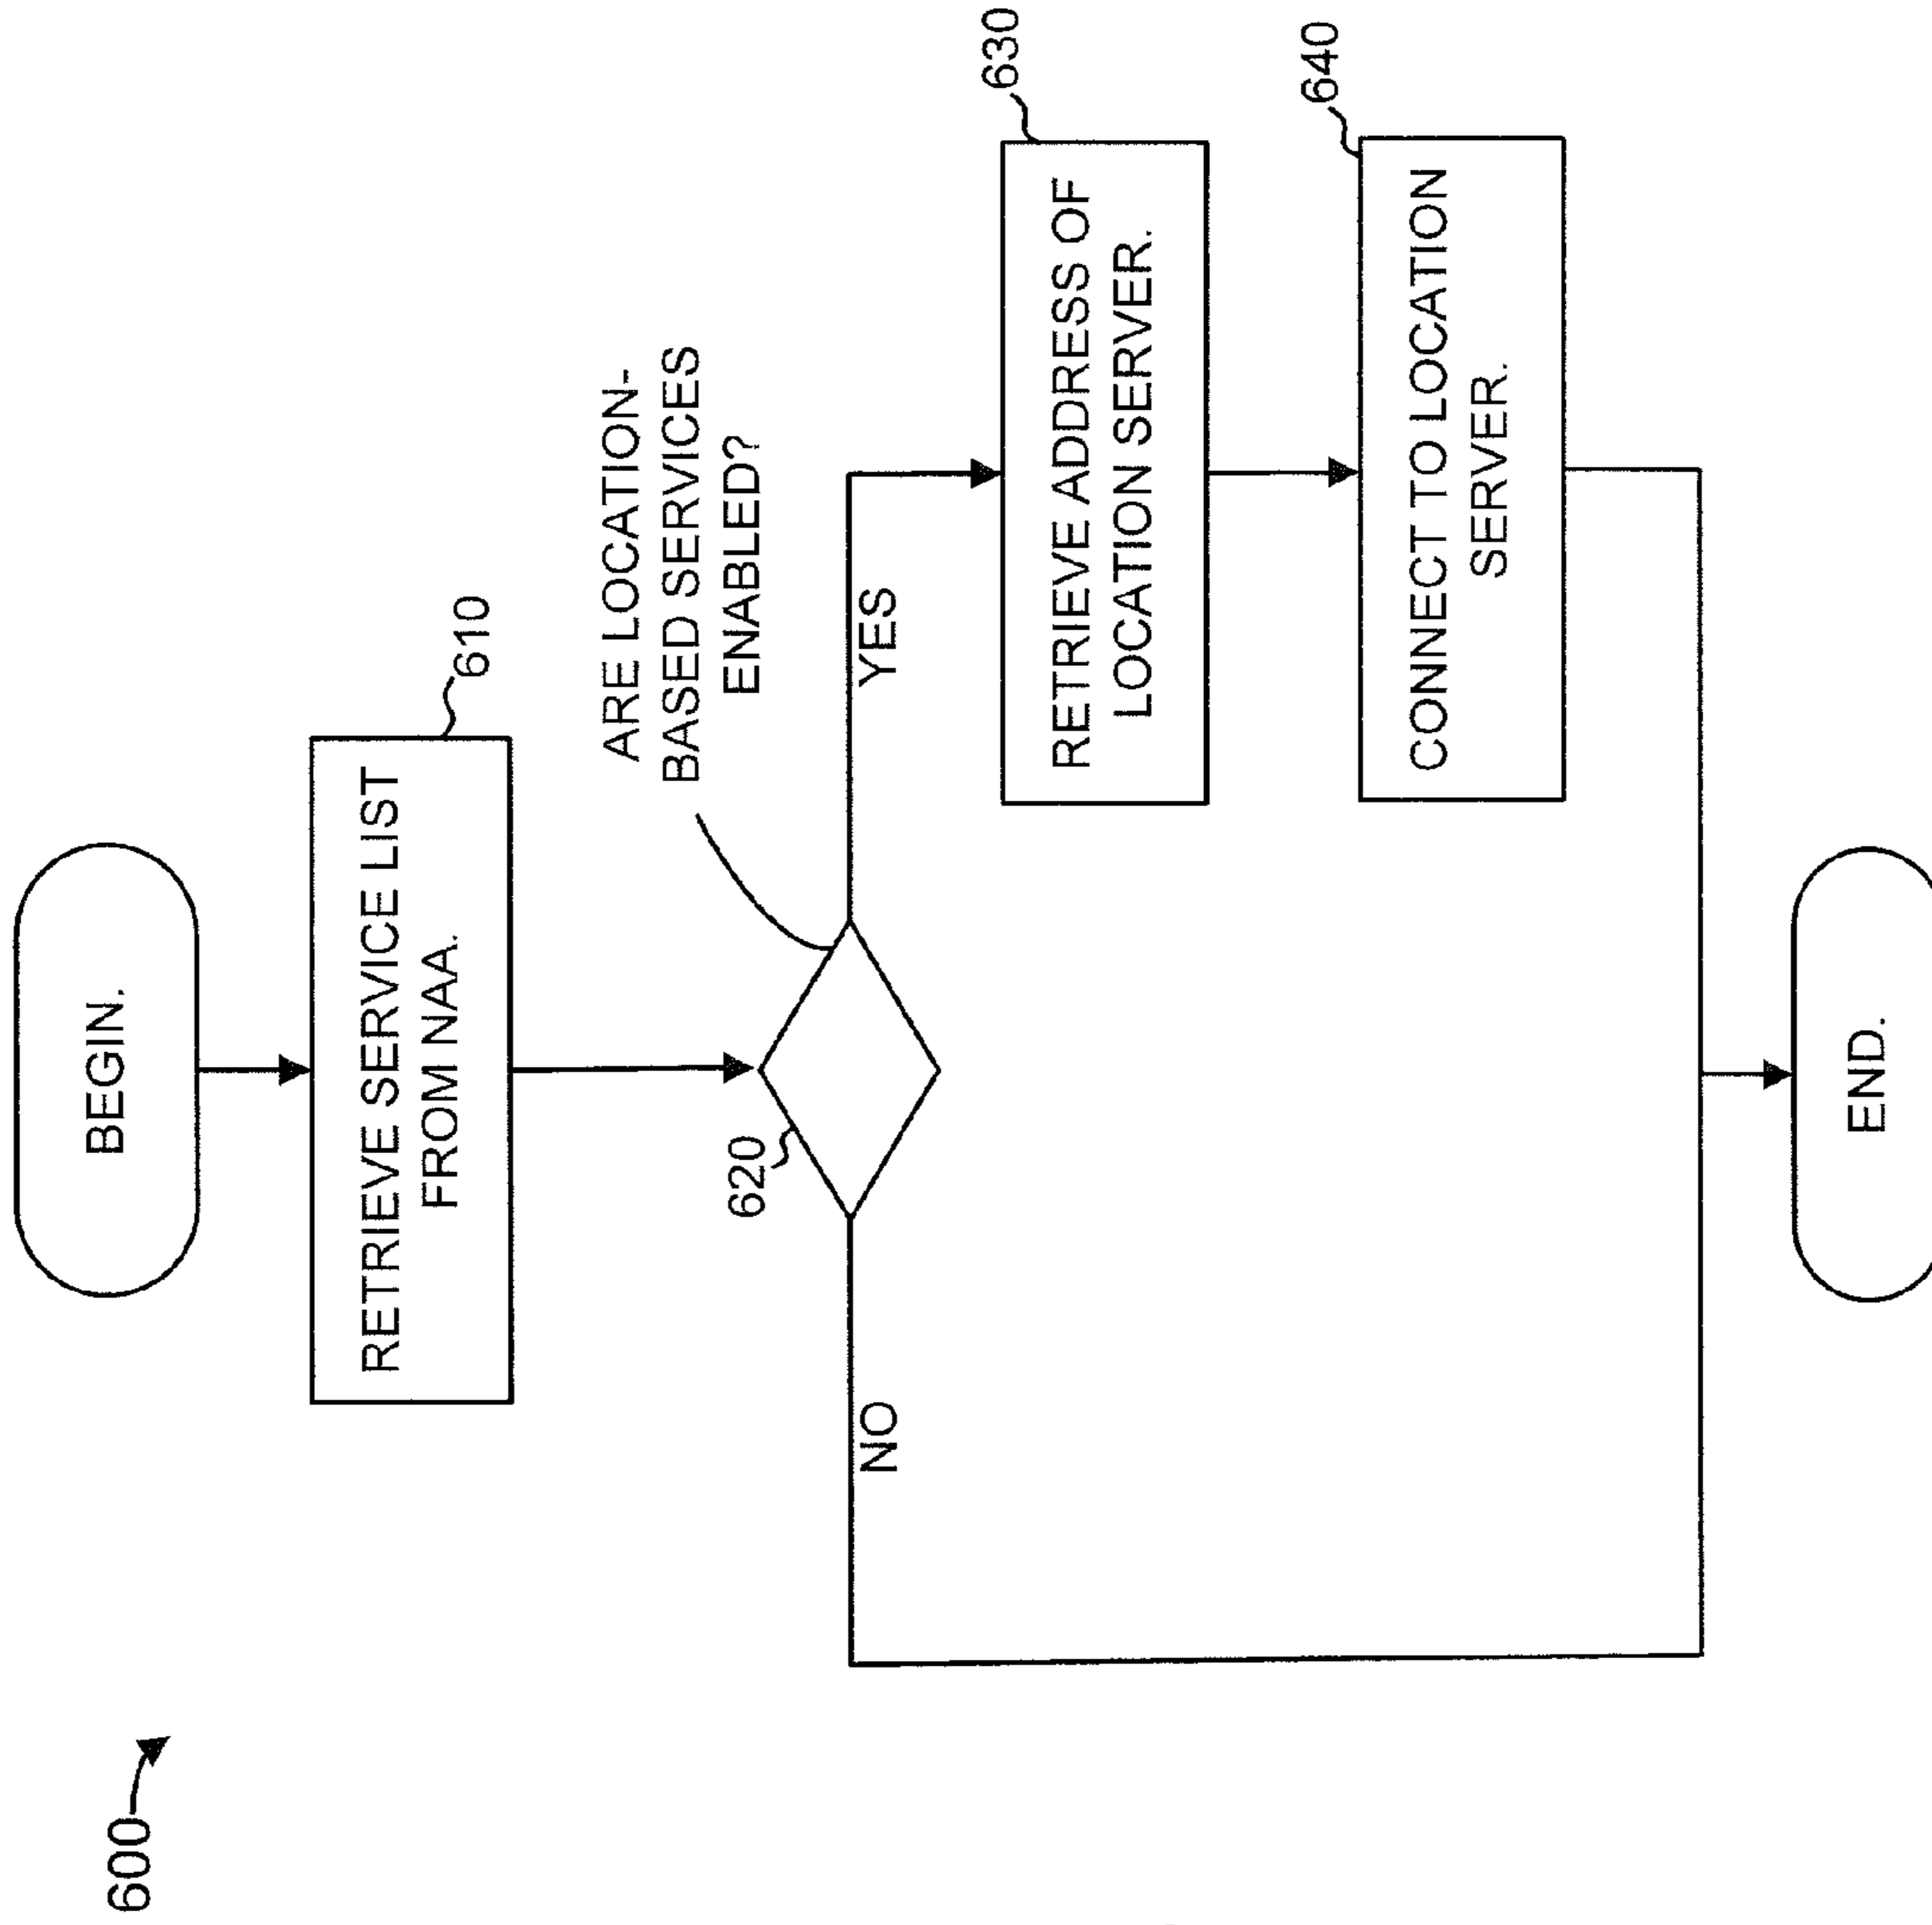 600
BEGIN.
RETRIEVE SERVICE LIST
FROM NAA.
610
ARE LOCATION-
BASED SERVICES
ENABLED?
620
NO
YES
RETRIEVE ADDRESS OF
LOCATION SERVER.
630
CONNECT TO LOCATION
SERVER.
640
END.